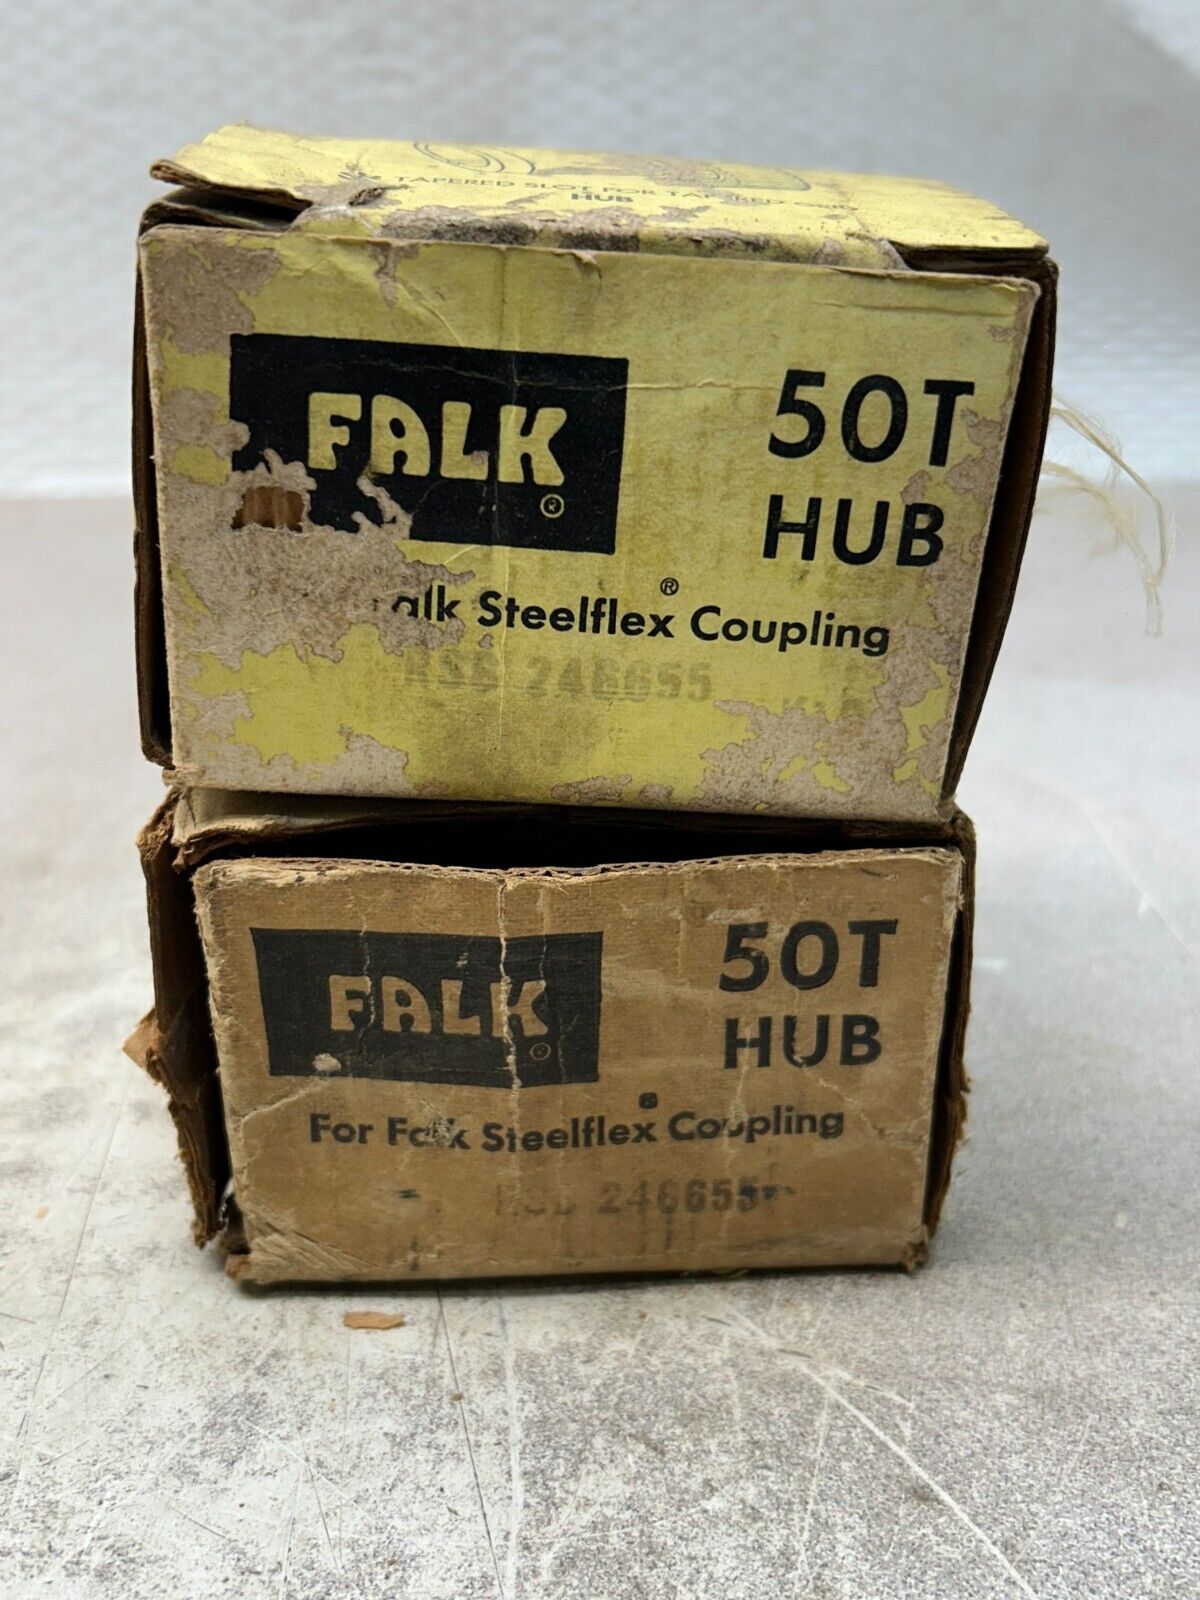 TAPERED SLOT FOR TAPERED GRID
HUB
FALK ®
50T
HUB
alk Steelflex® Coupling
RSB 246655
FALK ®
50T
HUB
For Falk Steelflex® Coupling
246655